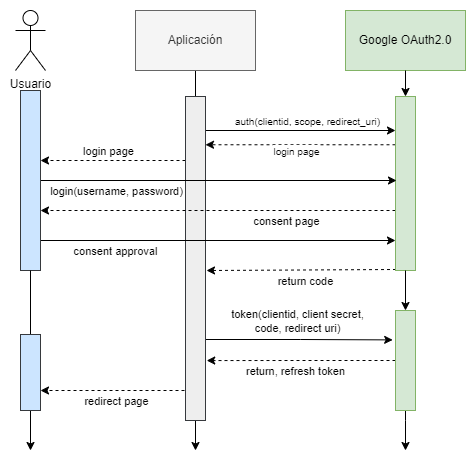 Aplicación
Google OAuth2.0
Usuario
auth(clientid, scope, redirect_uri)
login page
login page
login(username, password)
consent page
consent approval
return code
token(clientid, client secret,
code, redirect uri)
return, refresh token
redirect page